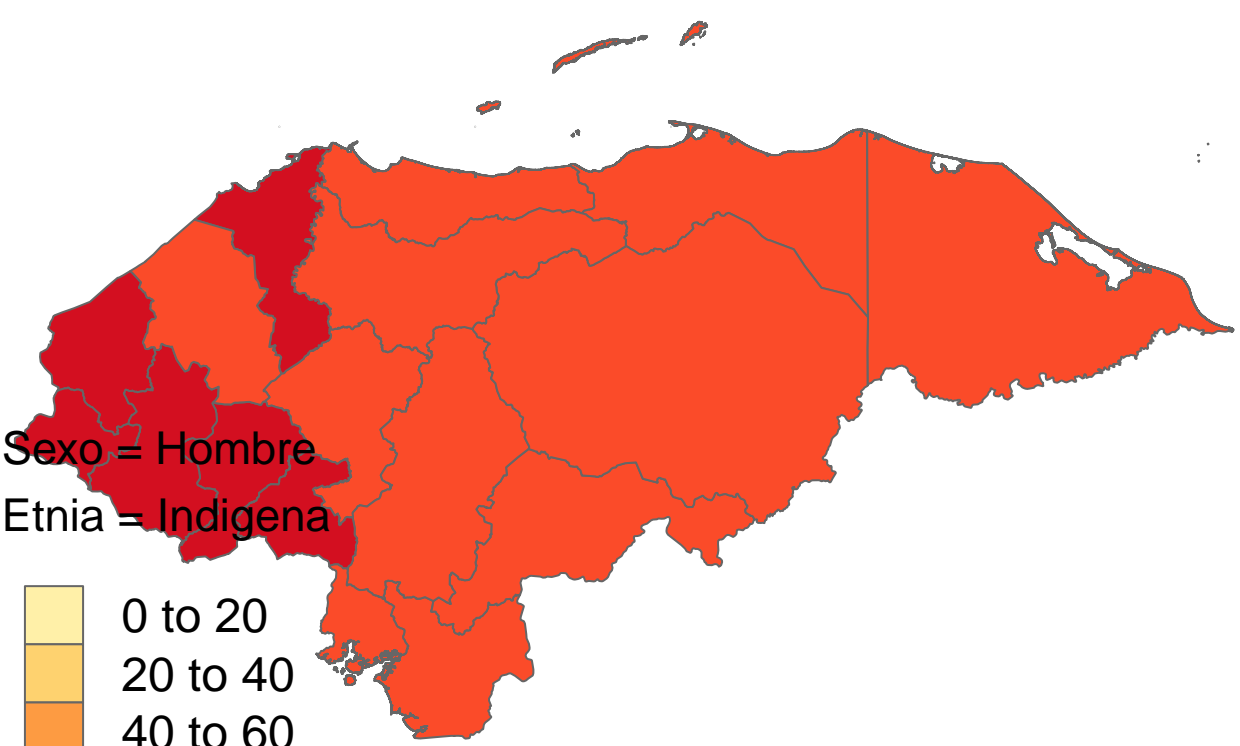 Sexo = Hombre
Etnia = Indigena
0 to 20
20 to 40
40 to 60